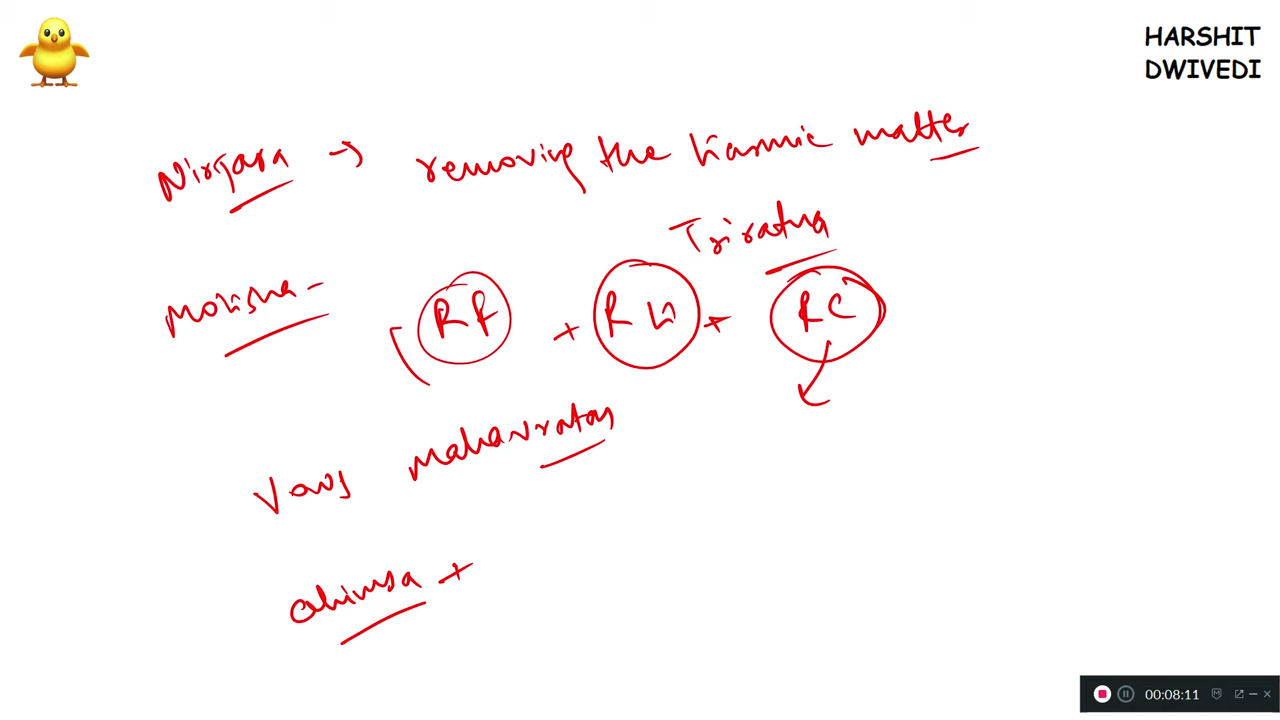 HARSHIT
DWIVEDI
Nirjara → removing the karmic matter
Triratna
Moksha - RF + RK + RC
Vows Mahavratas
ahimsa +
00:08:11